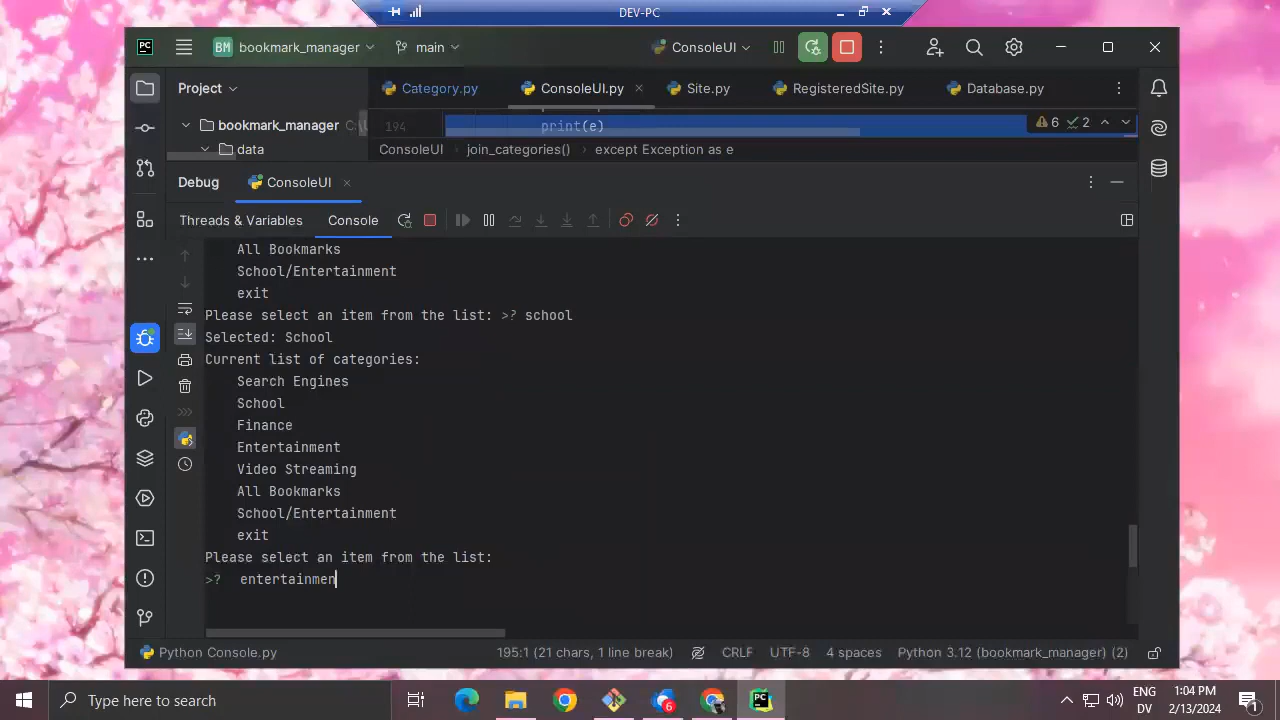 DEV-PC
PC
BM bookmark_manager main ConsoleUI
Project Category.py ConsoleUI.py Site.py RegisteredSite.py Database.py
bookmark_manager C:\
194 print(e) 6 2
data ConsoleUI › join_categories() › except Exception as e
Debug ConsoleUI
Threads & Variables Console
All Bookmarks
School/Entertainment
exit
Please select an item from the list: >? school
Selected: School
Current list of categories:
Search Engines
School
Finance
Entertainment
Video Streaming
All Bookmarks
School/Entertainment
exit
Please select an item from the list:
>? entertainmen
Python Console.py 195:1 (21 chars, 1 line break) CRLF UTF-8 4 spaces Python 3.12 (bookmark_manager) (2)
Type here to search 6 PC ENG DV 1:04 PM 2/13/2024 1